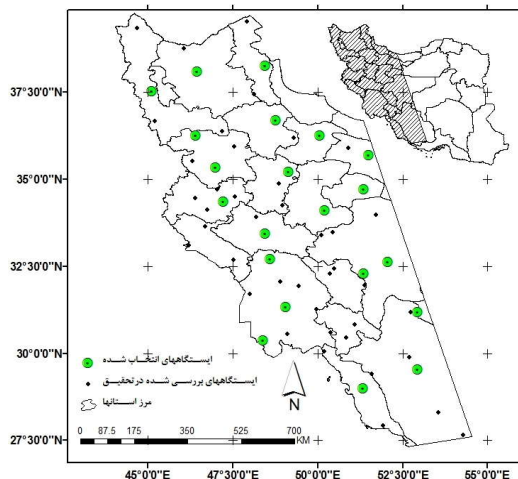 37°30'0"N
35°0'0"N
32°30'0"N
30°0'0"N
27°30'0"N
ایستگاههای انتخاب شده
ایستگاههای بررسی شده در تحقیق
مرز استانها
N
0 87.5 175 350 525 700
KM
45°0'0"E 47°30'0"E 50°0'0"E 52°30'0"E 55°0'0"E